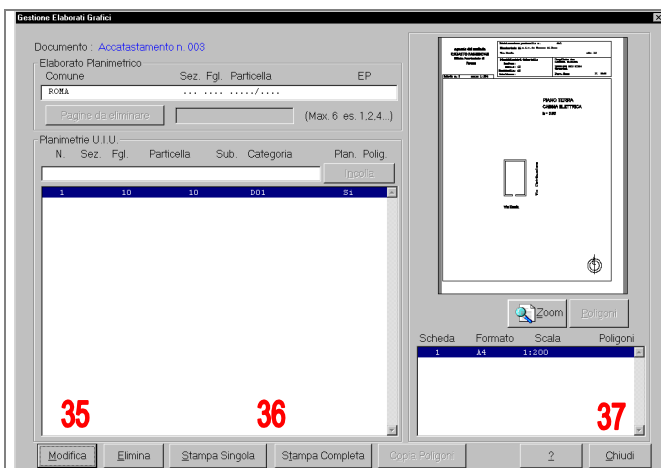 Gestione Elaborati Grafici
Documento : Accatastamento n. 003
Elaborato Planimetrico
Comune Sez. Fgl. Particella EP
ROMA ... .... ...../....
Pagine da eliminare (Max. 6 es. 1,2,4...)
Planimetrie U.I.U.
N. Sez. Fgl. Particella Sub. Categoria Plan. Polig.
Incolla
1 10 10 D01 Si
PIANO TERRA
CABINA ELETTRICA
Zoom Poligoni
Scheda Formato Scala Poligoni
1 A4 1:200
35 36 37
Modifica Elimina Stampa Singola Stampa Completa Copia Poligoni ? Chiudi